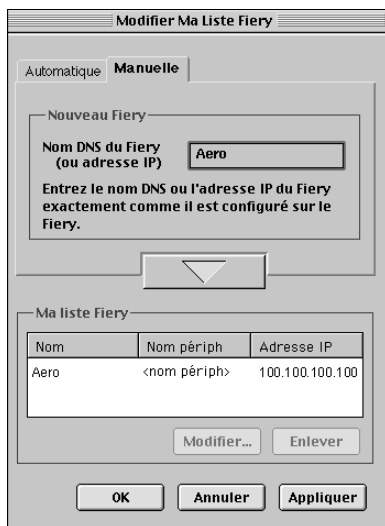 Modifier Ma Liste Fiery
Automatique Manuelle
Nouveau Fiery
Nom DNS du Fiery
(ou adresse IP)
Aero
Entrez le nom DNS ou l'adresse IP du Fiery
exactement comme il est configuré sur le
Fiery.
Ma liste Fiery
Nom Nom périph Adresse IP
Aero <nom périph> 100.100.100.100
Modifier... Enlever
OK Annuler Appliquer